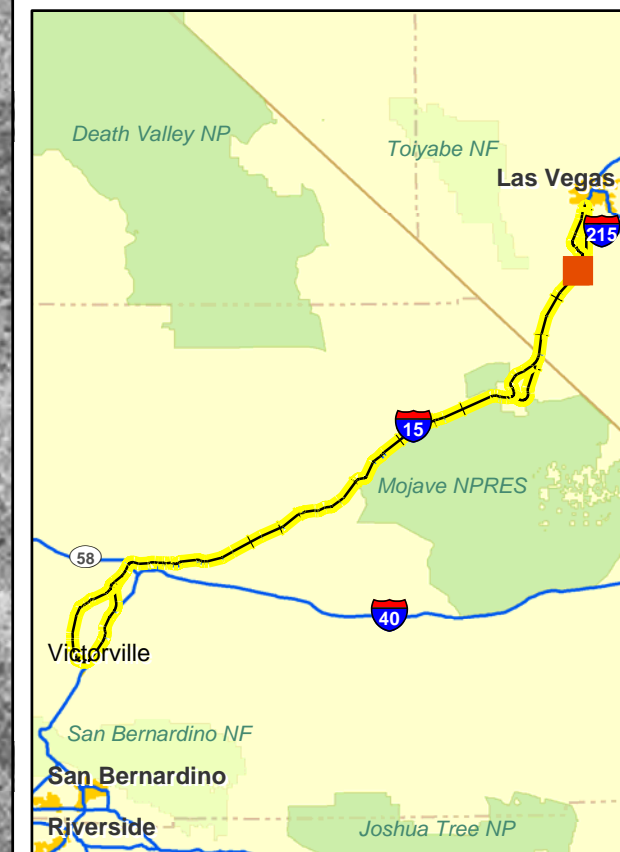 Death Valley NP
Toiyabe NF
Las Vegas
215
15
Mojave NPRES
58
40
Victorville
San Bernardino NF
San Bernardino
Riverside
Joshua Tree NP